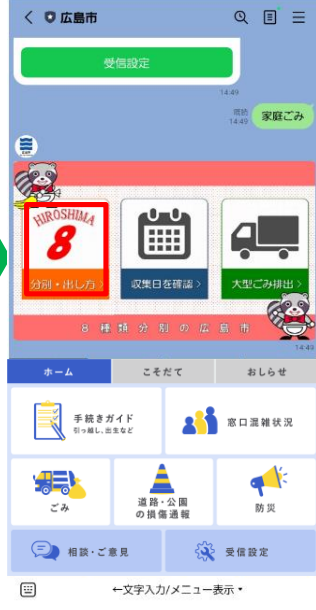 広島市
受信設定
14:49
既読
14:49
家庭ごみ
HIROSHIMA
8
分別・出し方 >
収集日を確認 >
大型ごみ排出 >
8種類分別の広島市
14:49
ホーム
こそだて
おしらせ
手続きガイド
引っ越し、出生など
窓口混雑状況
ごみ
道路・公園
の損傷通報
防災
相談・ご意見
受信設定
←文字入力/メニュー表示▼